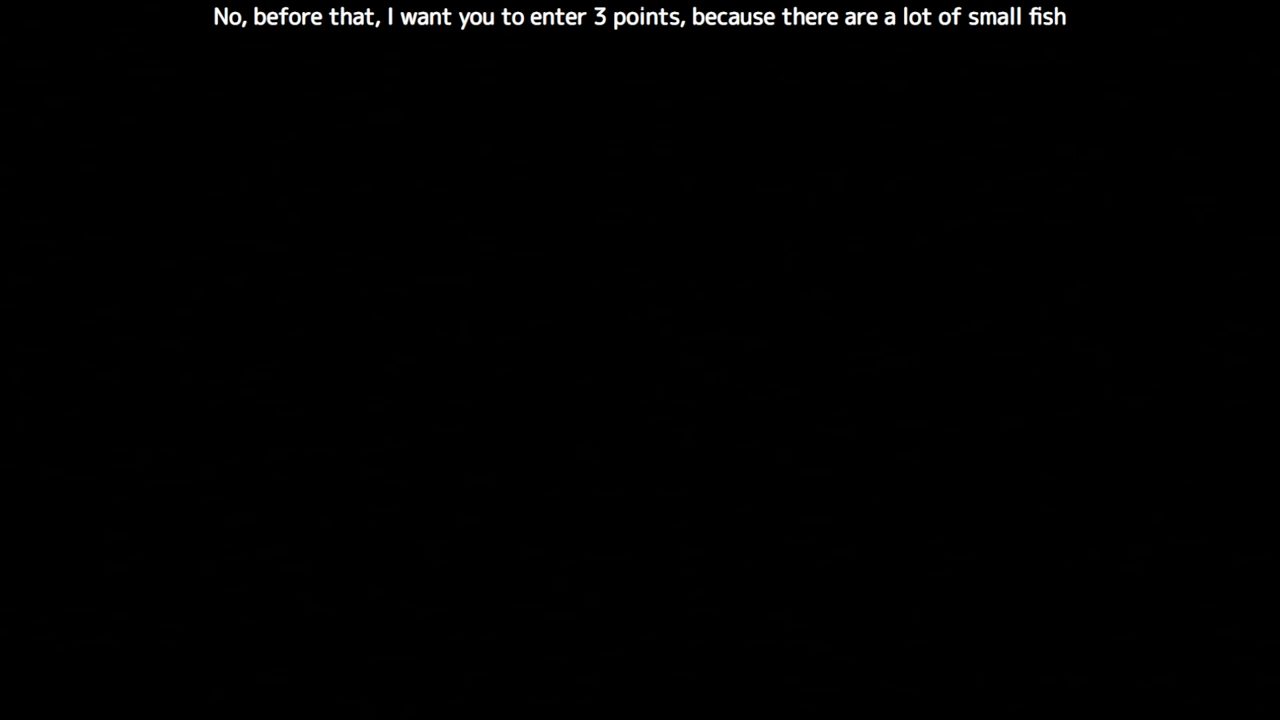 No, before that, I want you to enter 3 points, because there are a lot of small fish